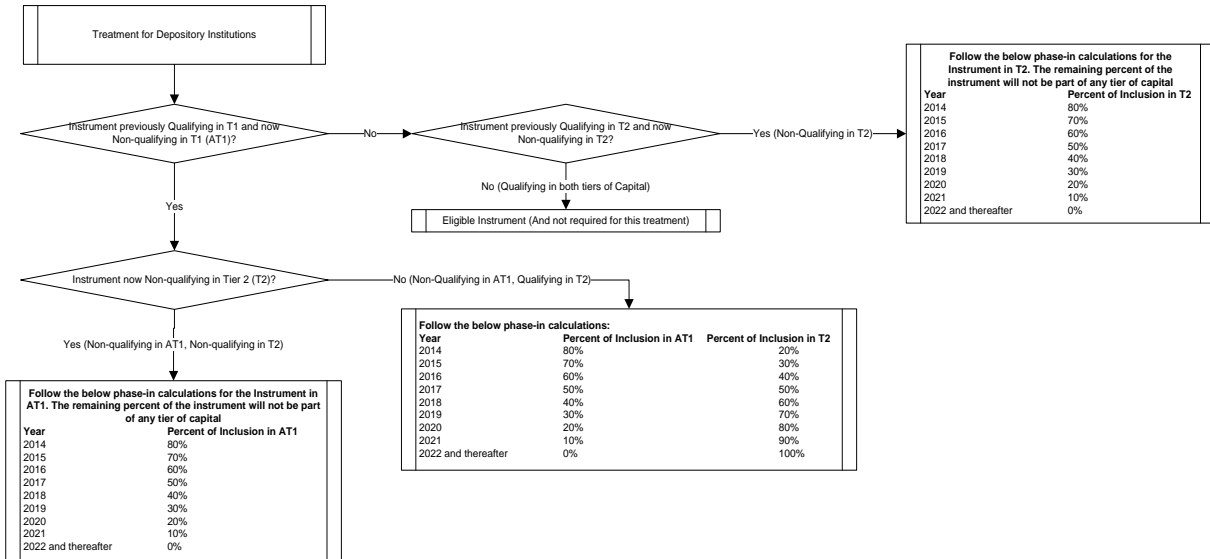 Treatment for Depository Institutions
Instrument previously Qualifying in T1 and now
Non-qualifying in T1 (AT1)?
No
Instrument previously Qualifying in T2 and now
Non-qualifying in T2?
Yes (Non-Qualifying in T2)
Follow the below phase-in calculations for the
Instrument in T2. The remaining percent of the
instrument will not be part of any tier of capital
Year Percent of Inclusion in T2
2014 80%
2015 70%
2016 60%
2017 50%
2018 40%
2019 30%
2020 20%
2021 10%
2022 and thereafter 0%
No (Qualifying in both tiers of Capital)
Eligible Instrument (And not required for this treatment)
Yes
Instrument now Non-qualifying in Tier 2 (T2)?
No (Non-Qualifying in AT1, Qualifying in T2)
Follow the below phase-in calculations:
Year Percent of Inclusion in AT1 Percent of Inclusion in T2
2014 80% 20%
2015 70% 30%
2016 60% 40%
2017 50% 50%
2018 40% 60%
2019 30% 70%
2020 20% 80%
2021 10% 90%
2022 and thereafter 0% 100%
Yes (Non-qualifying in AT1, Non-qualifying in T2)
Follow the below phase-in calculations for the Instrument in
AT1. The remaining percent of the instrument will not be part
of any tier of capital
Year Percent of Inclusion in AT1
2014 80%
2015 70%
2016 60%
2017 50%
2018 40%
2019 30%
2020 20%
2021 10%
2022 and thereafter 0%